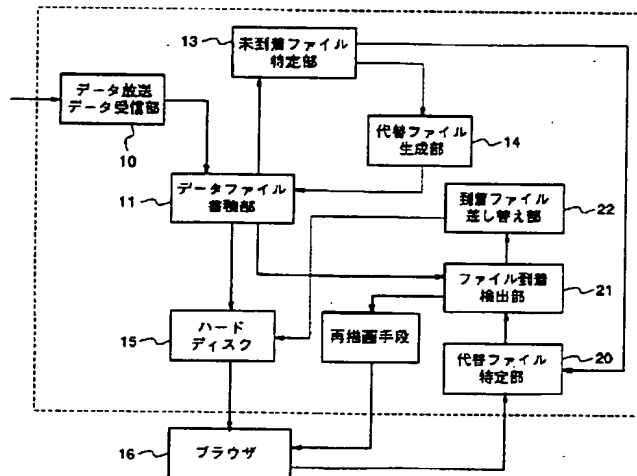 13
未到着ファイル
特定部
データ放送
データ受信部
10
代替ファイル
生成部
14
データファイル
蓄積部
11
到着ファイル
差し替え部
22
ファイル到着
検出部
21
ハード
ディスク
15
再描画手段
代替ファイル
特定部
20
ブラウザ
16